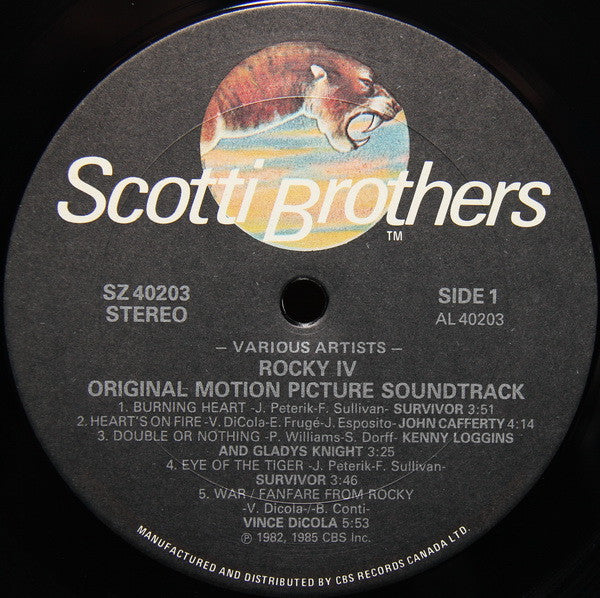 Scotti Brothers
TM
SZ 40203
STEREO
SIDE 1
AL 40203
– VARIOUS ARTISTS –
ROCKY IV
ORIGINAL MOTION PICTURE SOUNDTRACK
1. BURNING HEART -J. Peterik-F. Sullivan- SURVIVOR 3:51
2. HEART'S ON FIRE -V. DiCola-E. Frugé-J. Esposito- JOHN CAFFERTY 4:14
3. DOUBLE OR NOTHING -P. Williams-S. Dorff- KENNY LOGGINS
AND GLADYS KNIGHT 3:25
4. EYE OF THE TIGER -J. Peterik-F. Sullivan-
SURVIVOR 3:46
5. WAR / FANFARE FROM ROCKY
-V. Dicola-/-B. Conti-
VINCE DiCOLA 5:53
℗ 1982, 1985 CBS Inc.
MANUFACTURED AND DISTRIBUTED BY CBS RECORDS CANADA LTD.